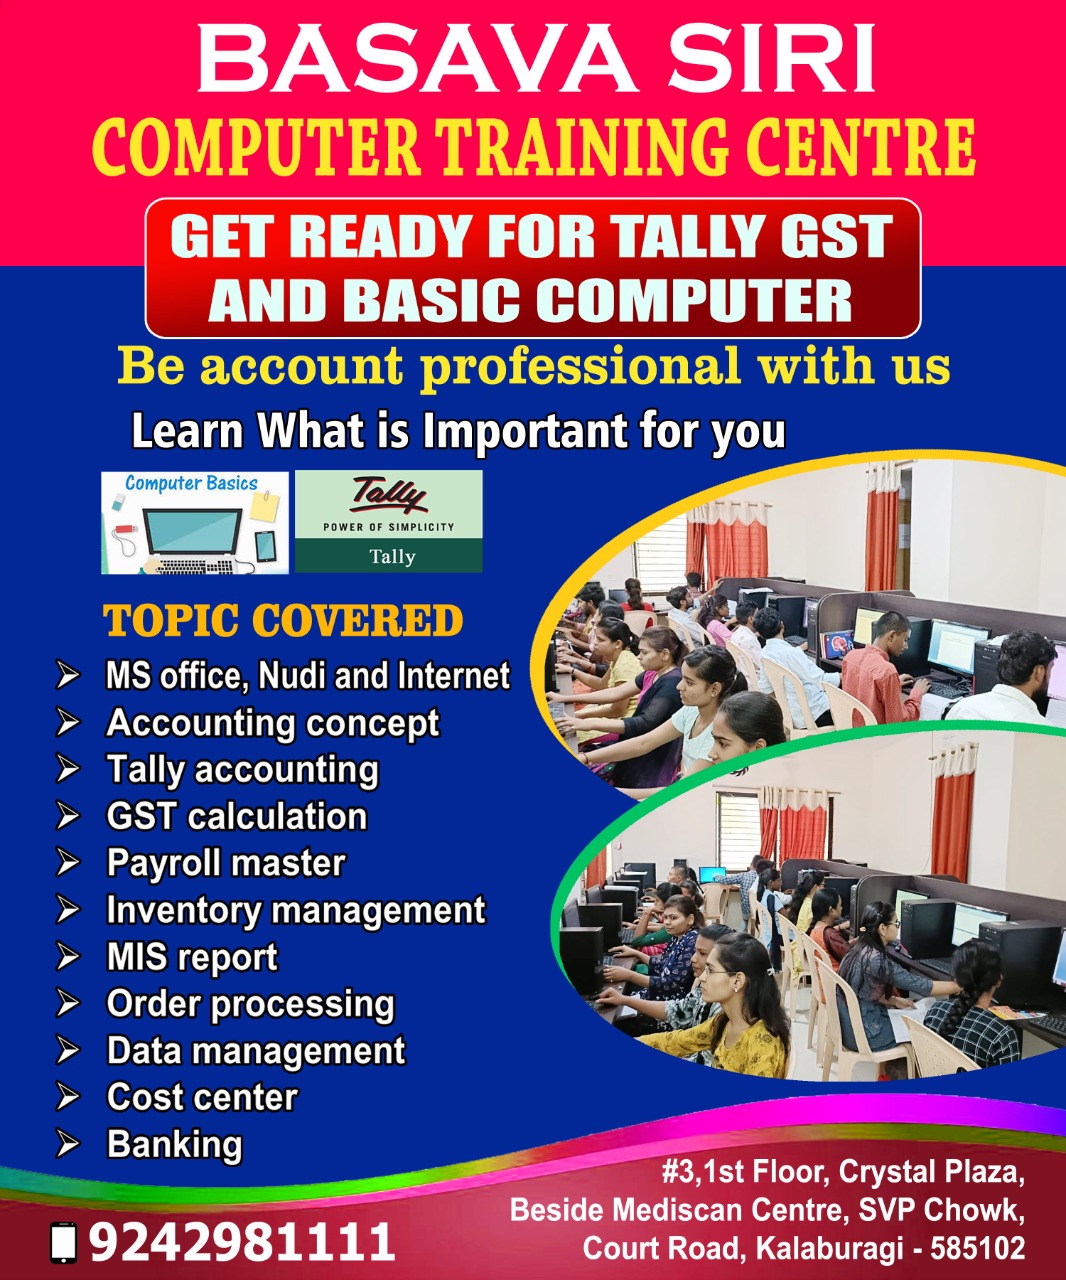 BASAVA SIRI
COMPUTER TRAINING CENTRE
GET READY FOR TALLY GST
AND BASIC COMPUTER
Be account professional with us
Learn What is Important for you
Computer Basics
Tally
POWER OF SIMPLICITY
Tally
TOPIC COVERED
➢ MS office, Nudi and Internet
➢ Accounting concept
➢ Tally accounting
➢ GST calculation
➢ Payroll master
➢ Inventory management
➢ MIS report
➢ Order processing
➢ Data management
➢ Cost center
➢ Banking
#3,1st Floor, Crystal Plaza,
Beside Mediscan Centre, SVP Chowk,
Court Road, Kalaburagi - 585102
9242981111